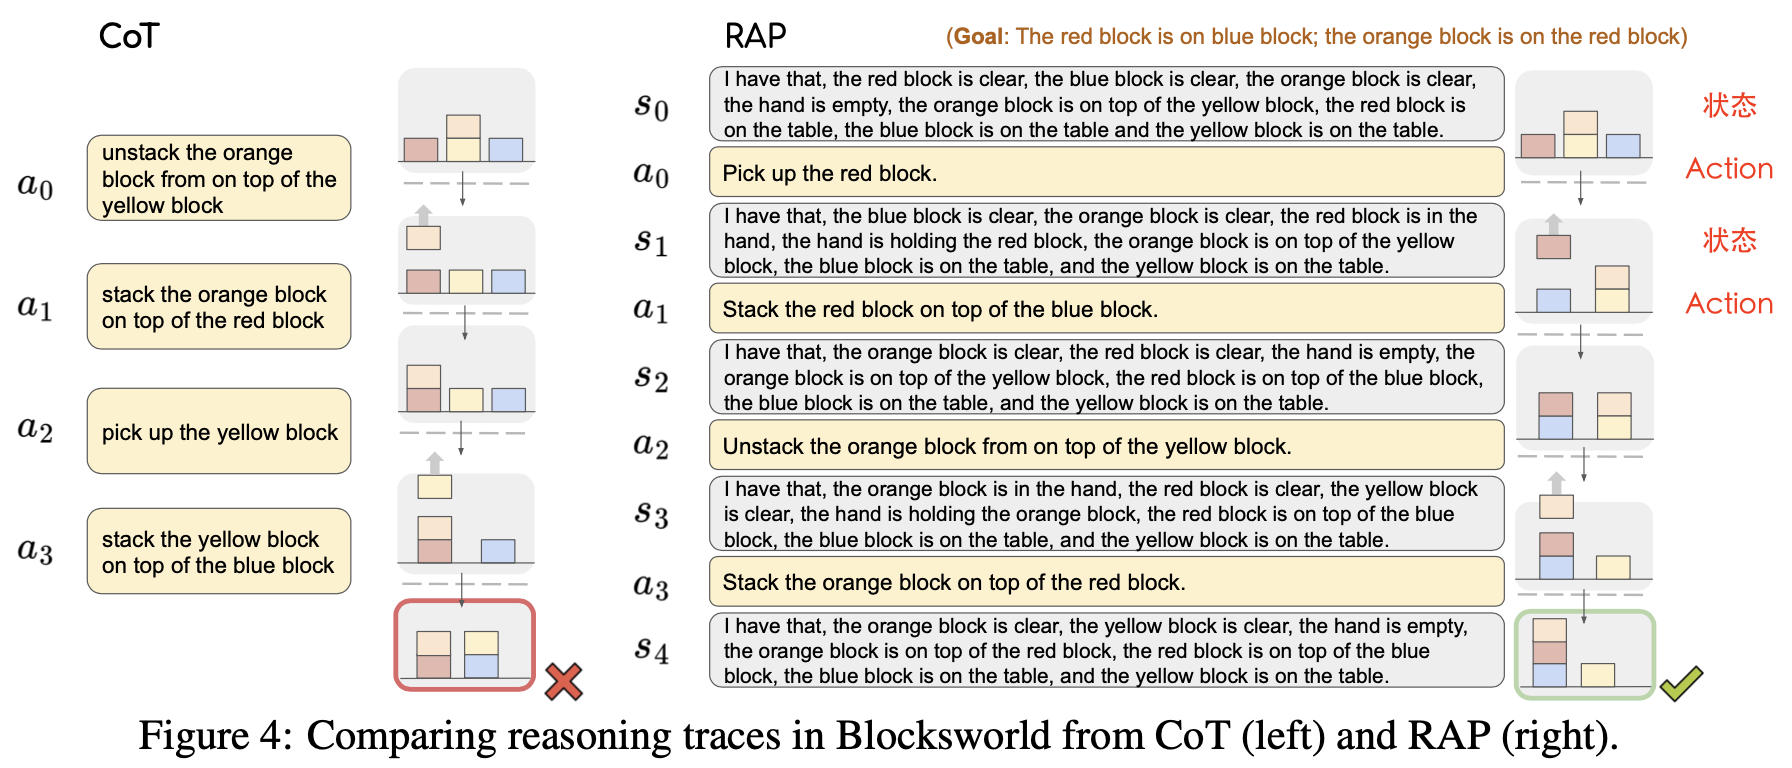 CoT
a0
unstack the orange
block from on top of the
yellow block
a1
stack the orange block
on top of the red block
a2
pick up the yellow block
a3
stack the yellow block
on top of the blue block
RAP
(Goal: The red block is on blue block; the orange block is on the red block)
s0
I have that, the red block is clear, the blue block is clear, the orange block is clear,
the hand is empty, the orange block is on top of the yellow block, the red block is
on the table, the blue block is on the table and the yellow block is on the table.
状态
a0
Pick up the red block.
Action
s1
I have that, the blue block is clear, the orange block is clear, the red block is in the
hand, the hand is holding the red block, the orange block is on top of the yellow
block, the blue block is on the table, and the yellow block is on the table.
状态
a1
Stack the red block on top of the blue block.
Action
s2
I have that, the orange block is clear, the red block is clear, the hand is empty, the
orange block is on top of the yellow block, the red block is on top of the blue block,
the blue block is on the table, and the yellow block is on the table.
a2
Unstack the orange block from on top of the yellow block.
s3
I have that, the orange block is in the hand, the red block is clear, the yellow block
is clear, the hand is holding the orange block, the red block is on top of the blue
block, the blue block is on the table, and the yellow block is on the table.
a3
Stack the orange block on top of the red block.
s4
I have that, the orange block is clear, the yellow block is clear, the hand is empty,
the orange block is on top of the red block, the red block is on top of the blue
block, the blue block is on the table, and the yellow block is on the table.
Figure 4: Comparing reasoning traces in Blocksworld from CoT (left) and RAP (right).